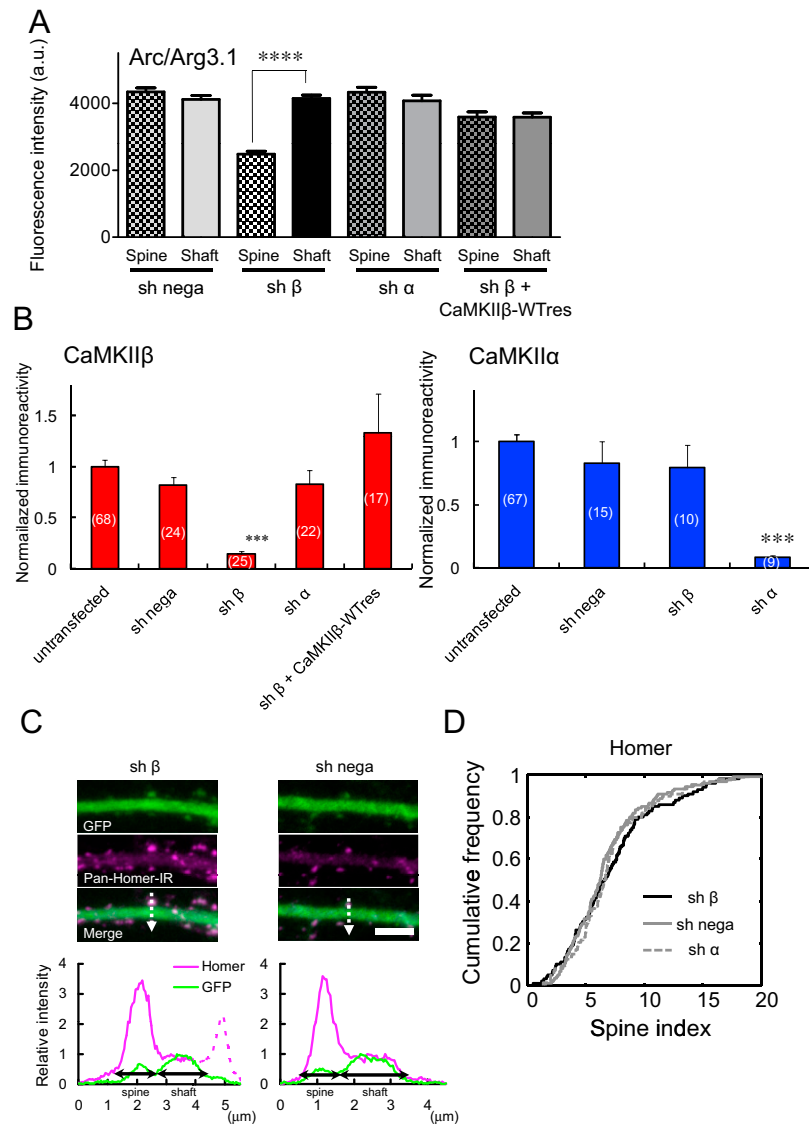 A
Arc/Arg3.1
****
Fluorescence intensity (a.u.)
4000
2000
0
Spine Shaft Spine Shaft Spine Shaft Spine Shaft
sh nega sh β sh α sh β +
CaMKIIβ-WTres
B
CaMKIIβ
Normailazed immunoreactivity
1.5
1
0.5
0
(68)
(24)
***
(25)
(22)
(17)
untransfected
sh nega
sh β
sh α
sh β + CaMKIIβ-WTres
CaMKIIα
Normalized immunoreactivity
1
0.5
0
(67)
(15)
(10)
***
(9)
untransfected
sh nega
sh β
sh α
C
sh β
sh nega
GFP
Pan-Homer-IR
Merge
Relative intensity
4
3
2
1
0
Homer
GFP
spine shaft
0 1 2 3 4 5
(μm)
4
3
2
1
0
spine shaft
0 1 2 3 4
(μm)
D
Homer
Cumulative frequency
1
0.8
0.6
0.4
0.2
0
sh β
sh nega
sh α
0 5 10 15 20
Spine index